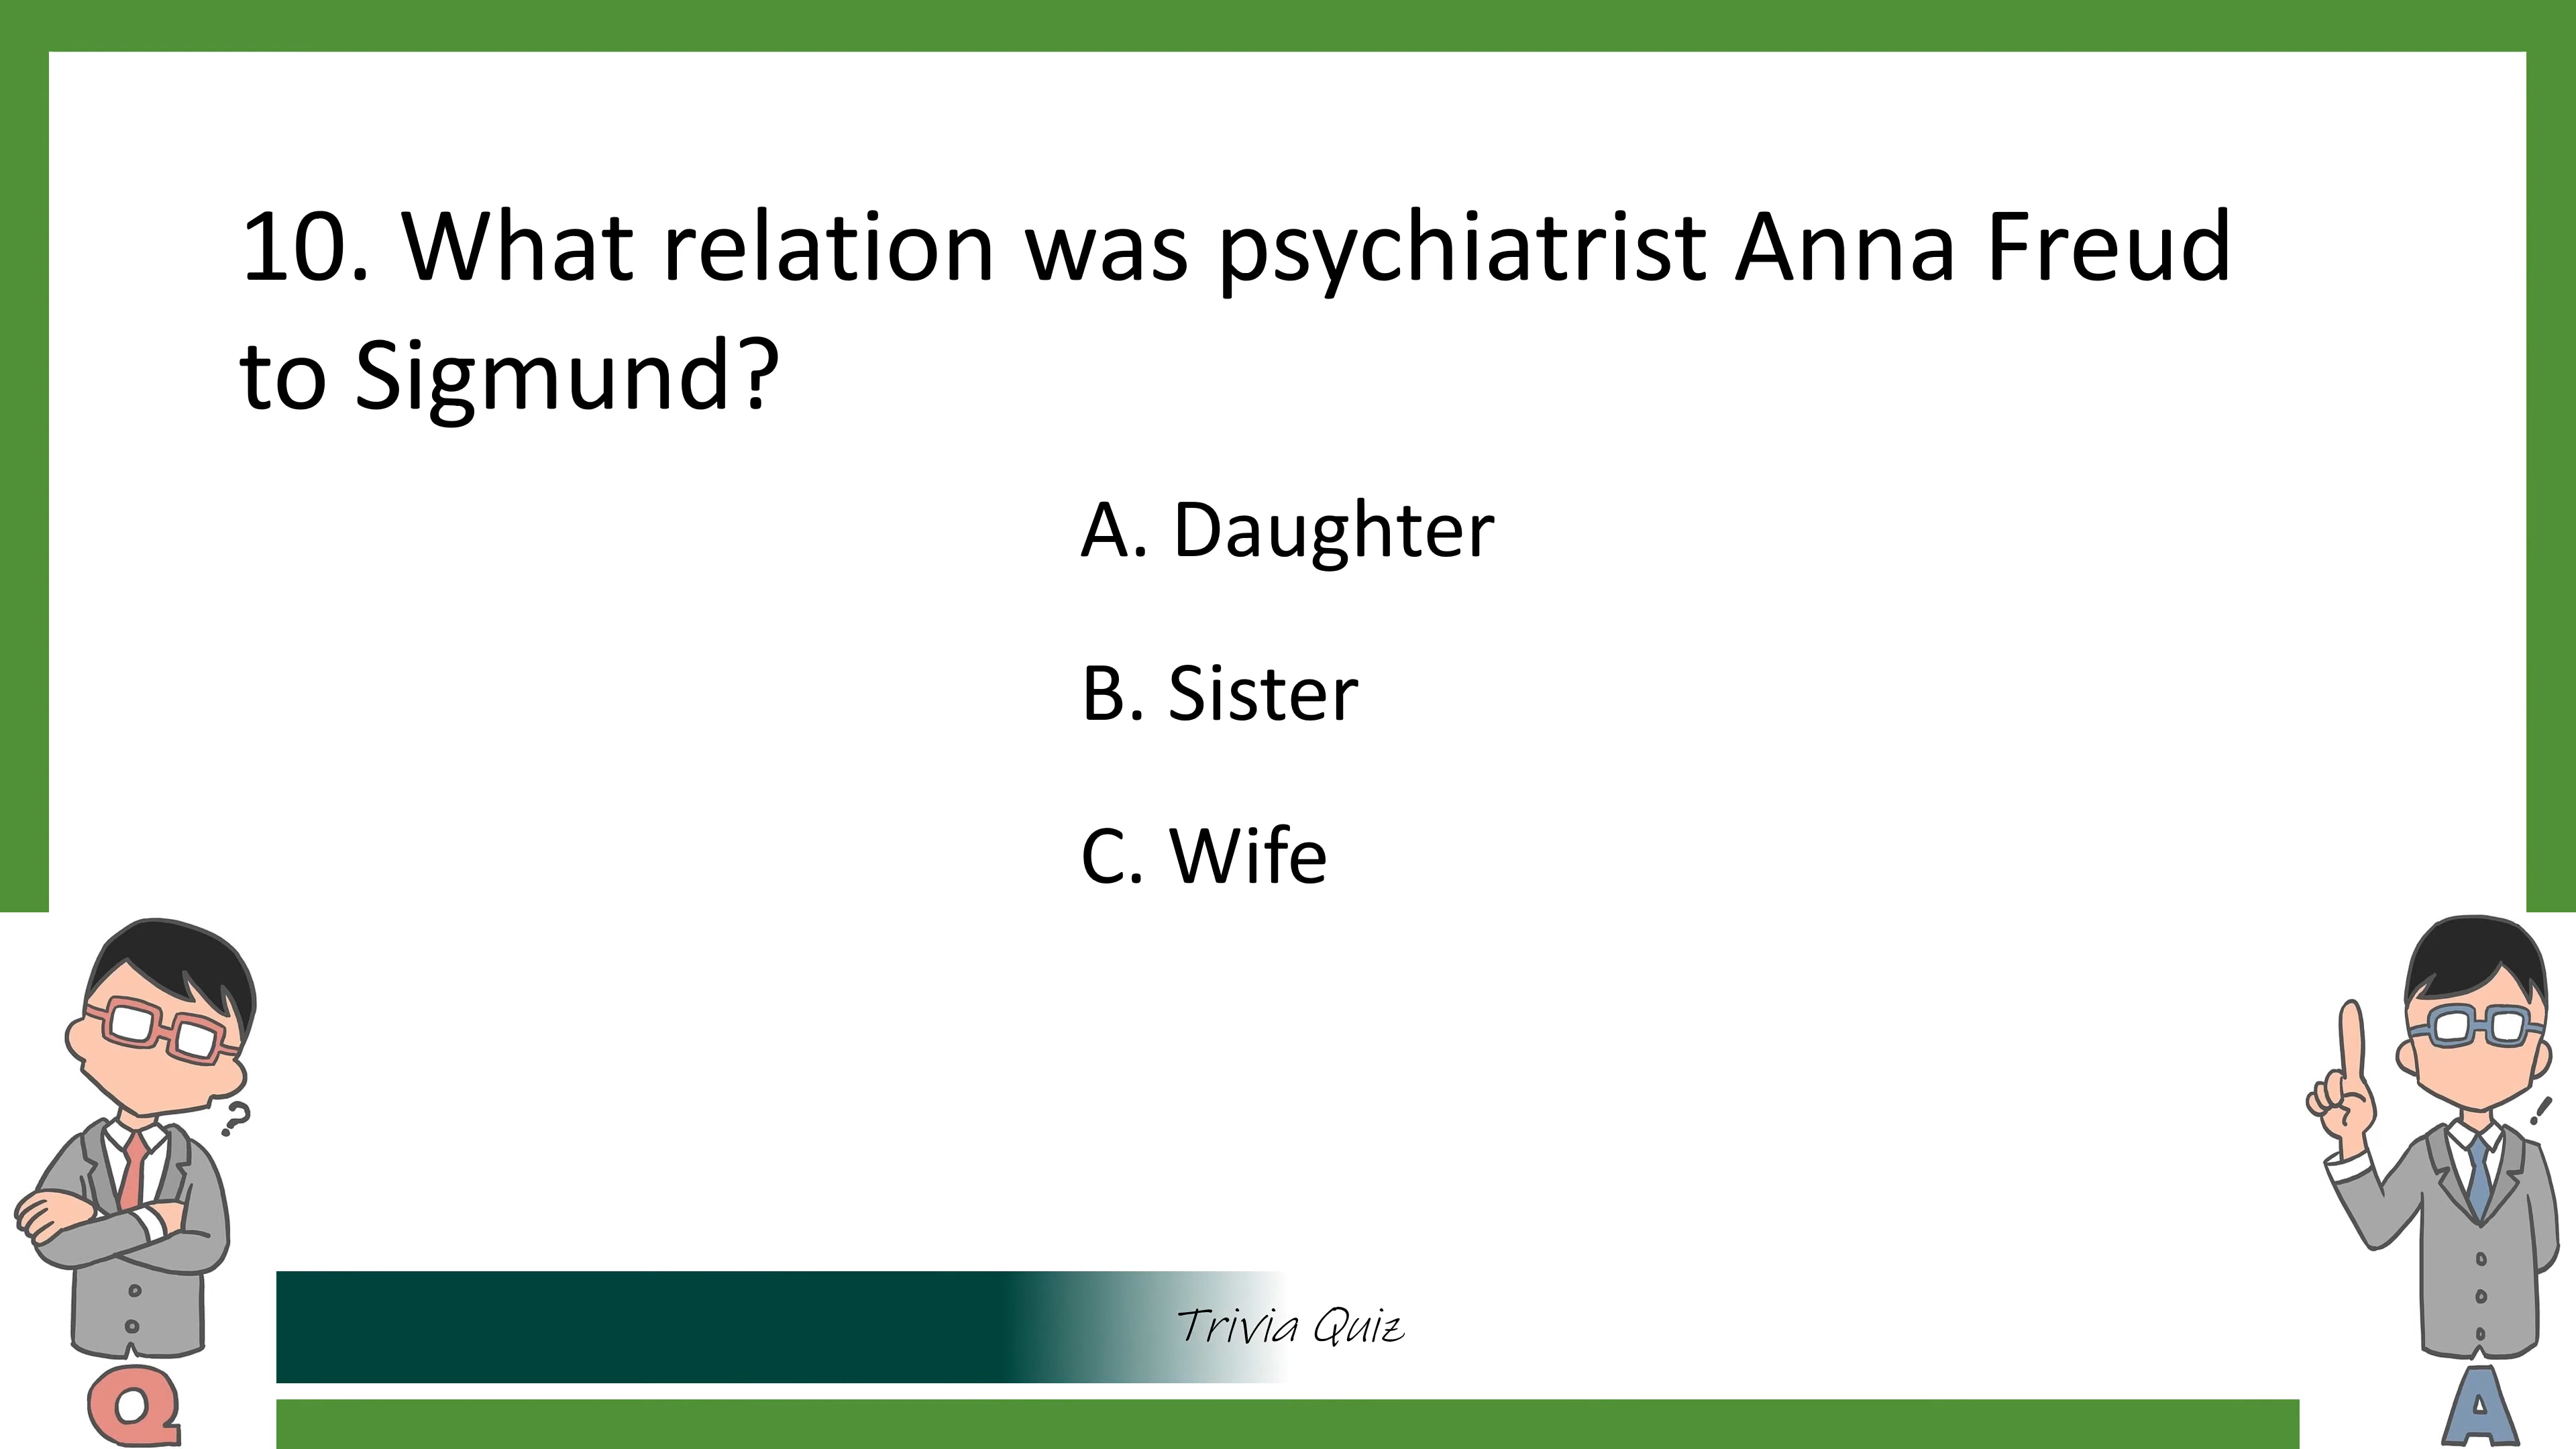 10. What relation was psychiatrist Anna Freud
to Sigmund?
A. Daughter
B. Sister
C. Wife
?
!
Trivia Quiz
Q
A